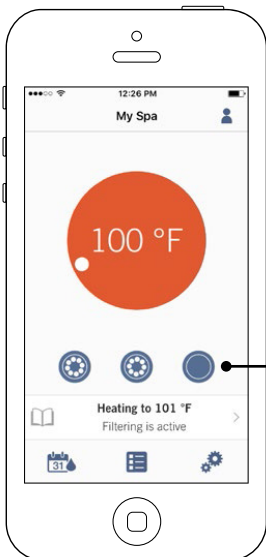 12:26 PM
My Spa
100 °F
Heating to 101 °F
Filtering is active
31